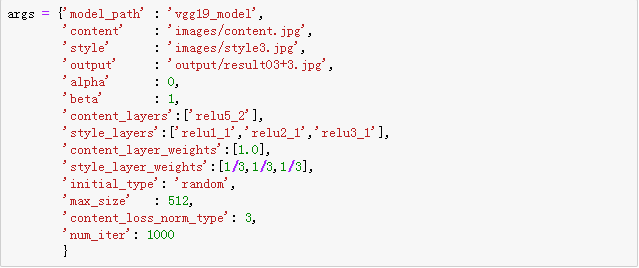 args = {'model_path' : 'vgg19_model',
'content' : 'images/content.jpg',
'style' : 'images/style3.jpg',
'output' : 'output/result03+3.jpg',
'alpha' : 0,
'beta' : 1,
'content_layers':['relu5_2'],
'style_layers':['relu1_1','relu2_1','relu3_1'],
'content_layer_weights':[1.0],
'style_layer_weights':[1/3,1/3,1/3],
'initial_type': 'random',
'max_size' : 512,
'content_loss_norm_type': 3,
'num_iter': 1000
}